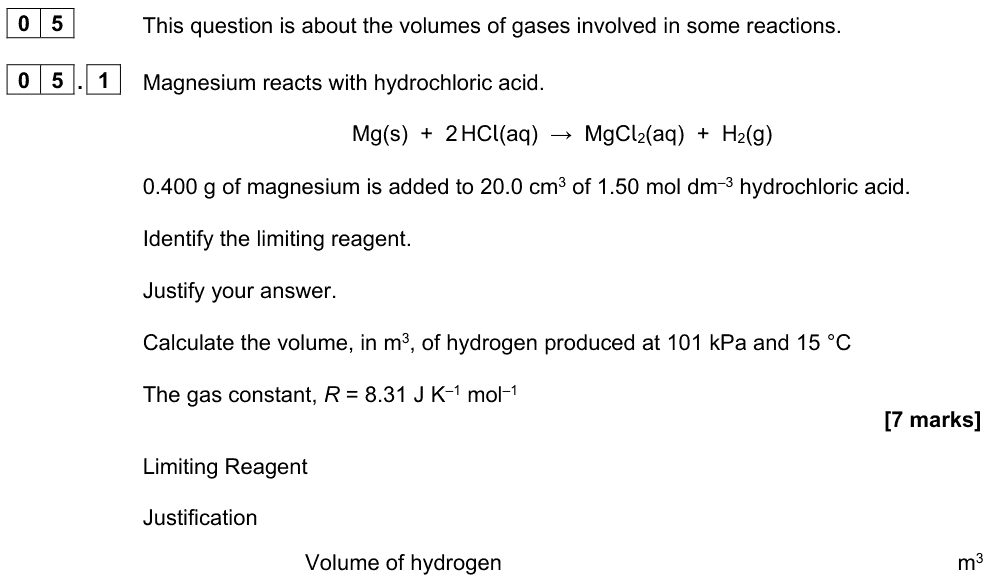 0 5 This question is about the volumes of gases involved in some reactions.
0 5 . 1 Magnesium reacts with hydrochloric acid.
Mg(s) + 2HCl(aq) → MgCl₂(aq) + H₂(g)
0.400 g of magnesium is added to 20.0 cm³ of 1.50 mol dm⁻³ hydrochloric acid.
Identify the limiting reagent.
Justify your answer.
Calculate the volume, in m³, of hydrogen produced at 101 kPa and 15 °C
The gas constant, R = 8.31 J K⁻¹ mol⁻¹
[7 marks]
Limiting Reagent
Justification
Volume of hydrogen m³